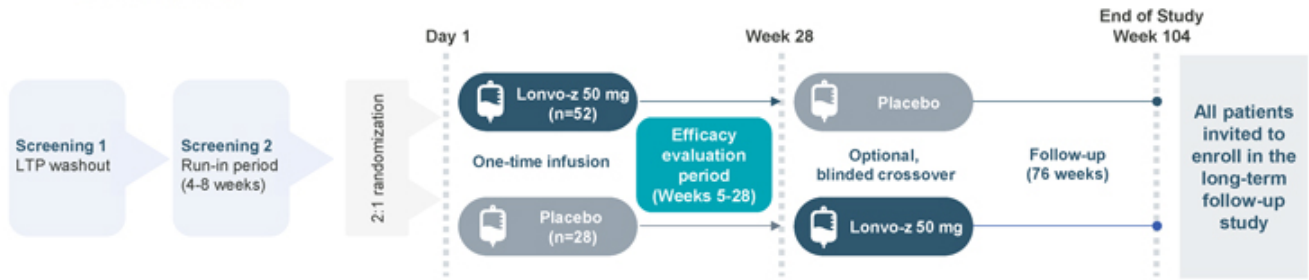 Screening 1
LTP washout
Screening 2
Run-in period
(4-8 weeks)
2:1 randomization
Day 1
Lonvo-z 50 mg
(n=52)
One-time infusion
Placebo
(n=28)
Efficacy
evaluation
period
(Weeks 5-28)
Week 28
Placebo
Optional,
blinded crossover
Lonvo-z 50 mg
Follow-up
(76 weeks)
End of Study
Week 104
All patients
invited to
enroll in the
long-term
follow-up
study